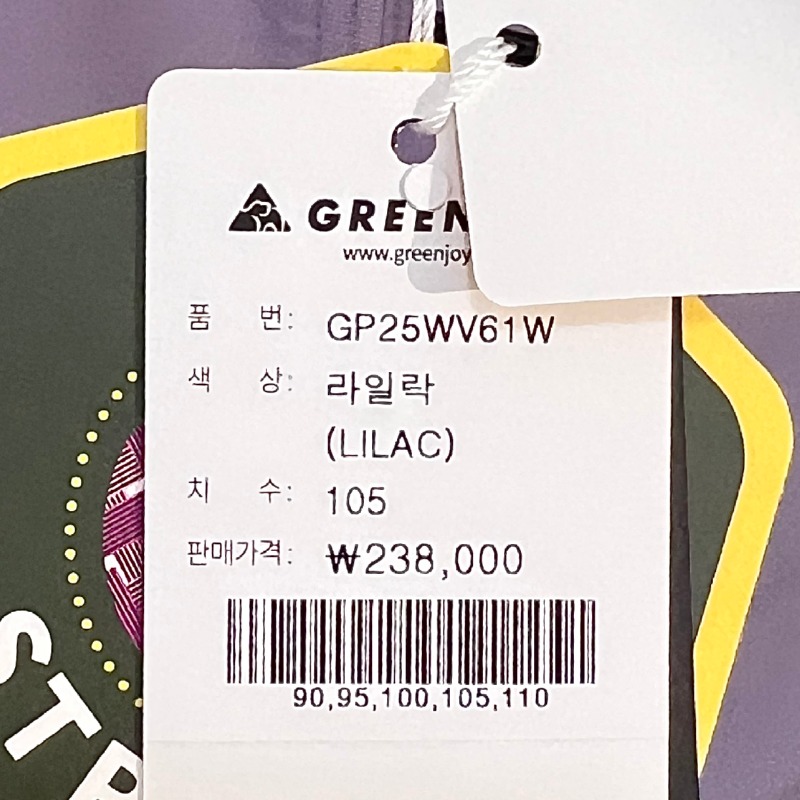 GREEN
www.greenjoy
품 번: GP25WV61W
색 상: 라일락
(LILAC)
치 수: 105
판매가격: ₩238,000
90,95,100,105,110
STR